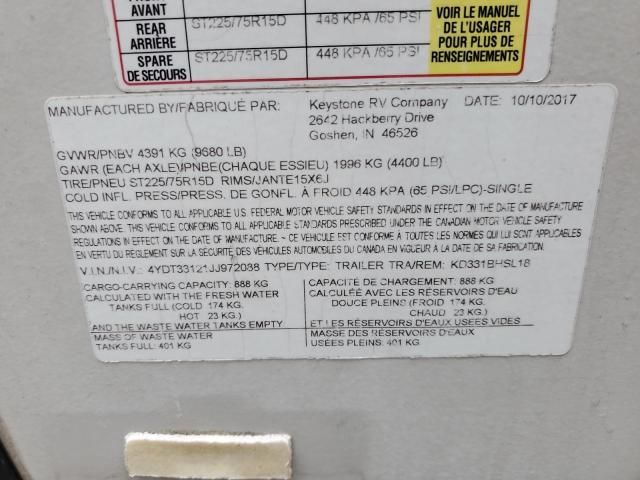 FRONT
AVANT
REAR
ARRIÈRE
ST225/75R15D
448 KPA /65 PSI
SPARE
DE SECOURS
ST225/75R15D
448 KPA /65 PSI
VOIR LE MANUEL
DE L'USAGER
POUR PLUS DE
RENSEIGNEMENTS
MANUFACTURED BY/FABRIQUÉ PAR: Keystone RV Company DATE: 10/10/2017
2642 Hackberry Drive
Goshen, IN 46526
GVWR/PNBV 4391 KG (9680 LB)
GAWR (EACH AXLE)/PNBE(CHAQUE ESSIEU) 1996 KG (4400 LB)
TIRE/PNEU ST225/75R15D RIMS/JANTE15X6J
COLD INFL. PRESS/PRESS. DE GONFL. À FROID 448 KPA (65 PSI/LPC)-SINGLE
THIS VEHICLE CONFORMS TO ALL APPLICABLE U.S. FEDERAL MOTOR VEHICLE SAFETY STANDARDS IN EFFECT ON THE DATE OF MANUFACTURE
SHOWN ABOVE. THIS VEHICLE CONFORMS TO ALL APPLICABLE STANDARDS PRESCRIBED UNDER THE CANADIAN MOTOR VEHICLE SAFETY
REGULATIONS IN EFFECT ON THE DATE OF MANUFACTURE ~ CE VÉHICULE EST CONFORME À TOUTES LES NORMES QUI LUI SONT APPLICABLES
EN VERTU DU RÈGLEMENT SUR LA SÉCURITÉ DES VÉHICULES AUTOMOBILES DU CANADA EN VIGUEUR À LA DATE DE SA FABRICATION.
V.I.N./N.I.V.: 4YDT33121JJ972038 TYPE/TYPE: TRAILER TRA/REM: KD331BHSL18
CARGO-CARRYING CAPACITY: 888 KG
CALCULATED WITH THE FRESH WATER
TANKS FULL (COLD 174 KG.
HOT 23 KG.)
AND THE WASTE WATER TANKS EMPTY
MASS OF WASTE WATER
TANKS FULL: 401 KG
CAPACITÉ DE CHARGEMENT: 888 KG
CALCULÉE AVEC LES RÉSERVOIRS D'EAU
DOUCE PLEINS (FROID 174 KG.
CHAUD 23 KG.)
ET LES RÉSERVOIRS D'EAUX USÉES VIDES
MASSE DES RÉSERVOIRS D'EAUX
USÉES PLEINS: 401 KG